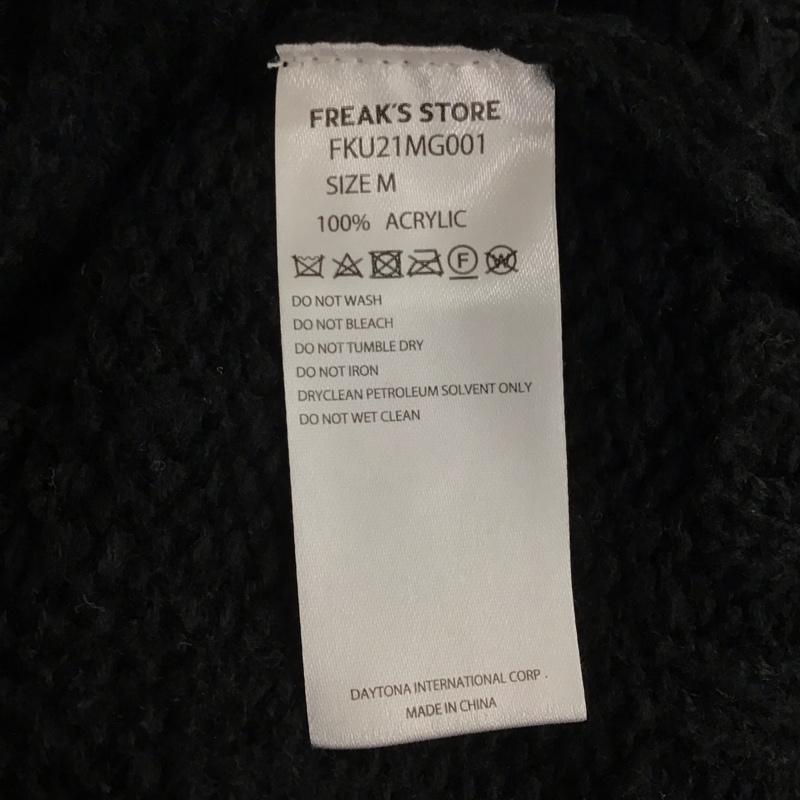 FREAK'S STORE
FKU21MG001
SIZE M
100% ACRYLIC
F W
DO NOT WASH
DO NOT BLEACH
DO NOT TUMBLE DRY
DO NOT IRON
DRYCLEAN PETROLEUM SOLVENT ONLY
DO NOT WET CLEAN
DAYTONA INTERNATIONAL CORP .
MADE IN CHINA